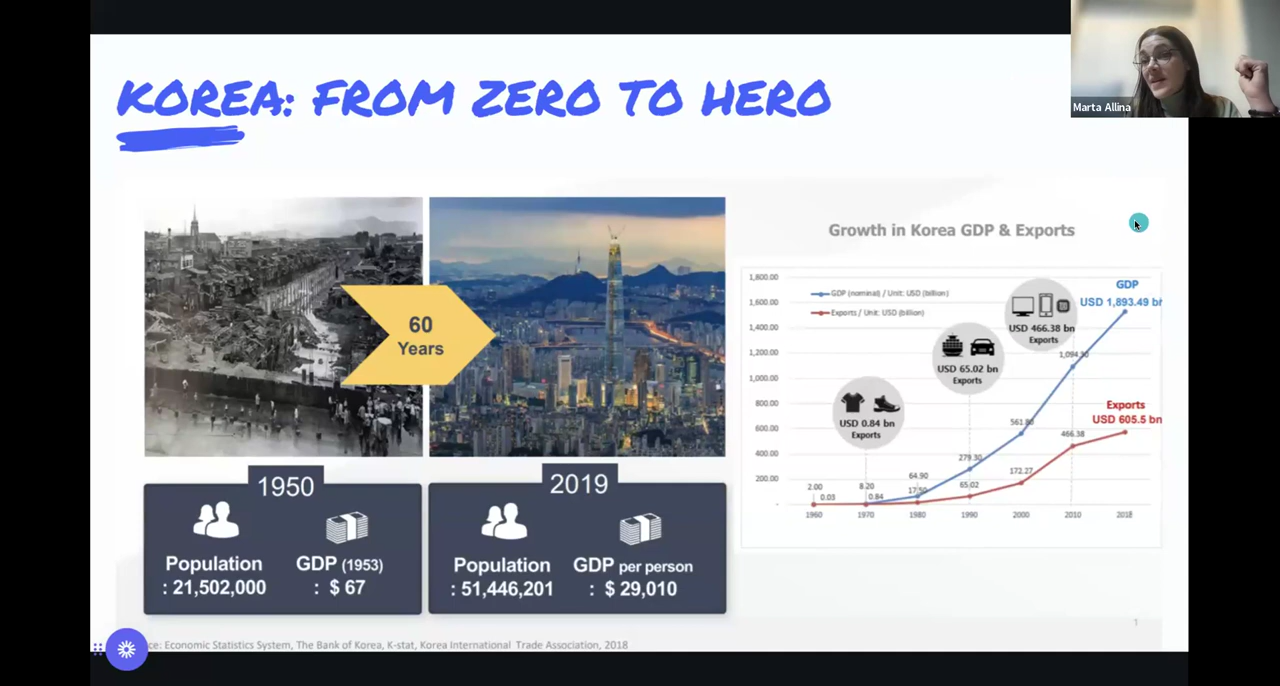 Marta Allina
KOREA: FROM ZERO TO HERO
60
Years
1950
Population
: 21,502,000
GDP (1953)
: $ 67
2019
Population
: 51,446,201
GDP per person
: $ 29,010
Growth in Korea GDP & Exports
1,800.00
1,600.00
1,400.00
1,200.00
1,000.00
800.00
600.00
400.00
200.00
-
GDP (nominal) / Unit: USD (billion)
Exports / Unit: USD (billion)
USD 0.84 bn
Exports
USD 65.02 bn
Exports
USD 466.38 bn
Exports
GDP
USD 1,893.49 bn
Exports
USD 605.5 bn
2.00
8.20
64.90
279.30
561.80
0.03
0.84
65.02
172.27
466.38
1960
1970
1980
1990
2000
2010
2018
1
ce: Economic Statistics System, The Bank of Korea, K-stat, Korea International Trade Association, 2018